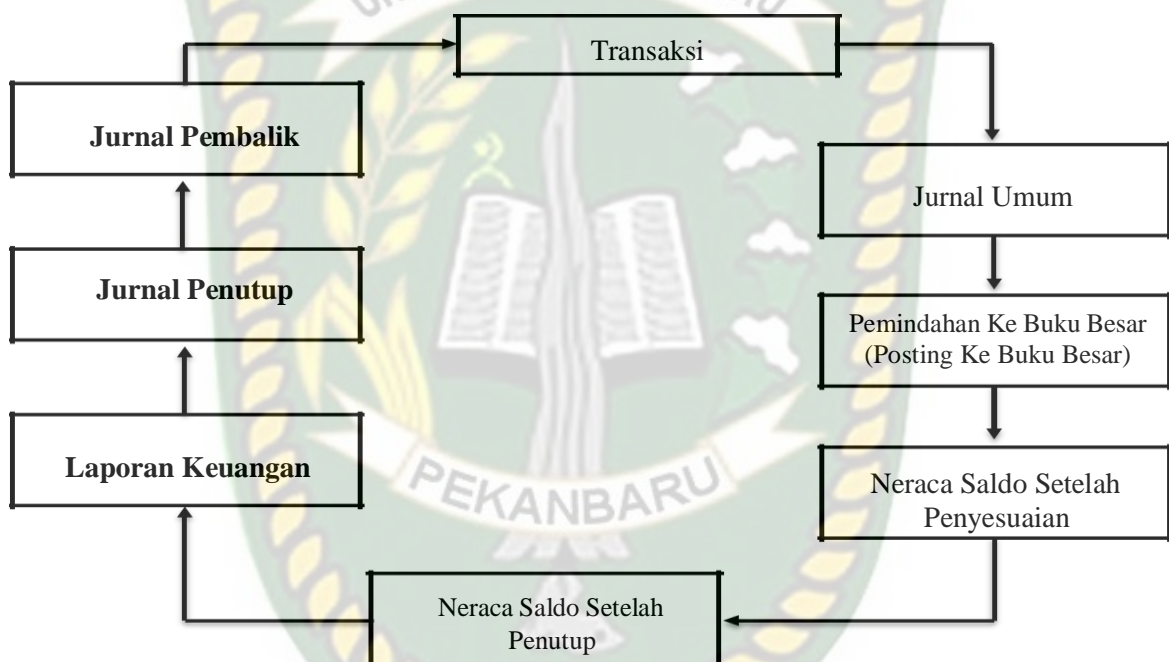 Transaksi
Jurnal Pembalik
Jurnal Umum
Jurnal Penutup
Pemindahan Ke Buku Besar
(Posting Ke Buku Besar)
Laporan Keuangan
Neraca Saldo Setelah
Penyesuaian
PEKANBARU
Neraca Saldo Setelah
Penutup